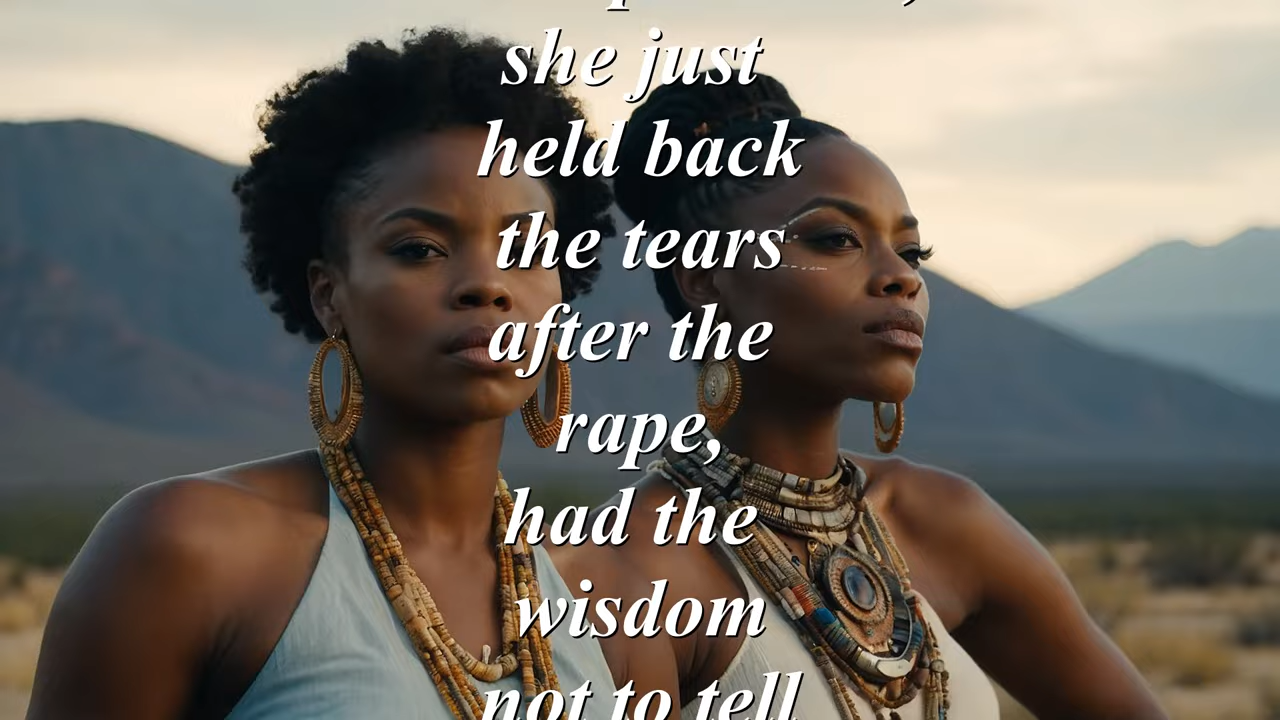 she just
held back
the tears
after the
rape,
had the
wisdom
not to tell